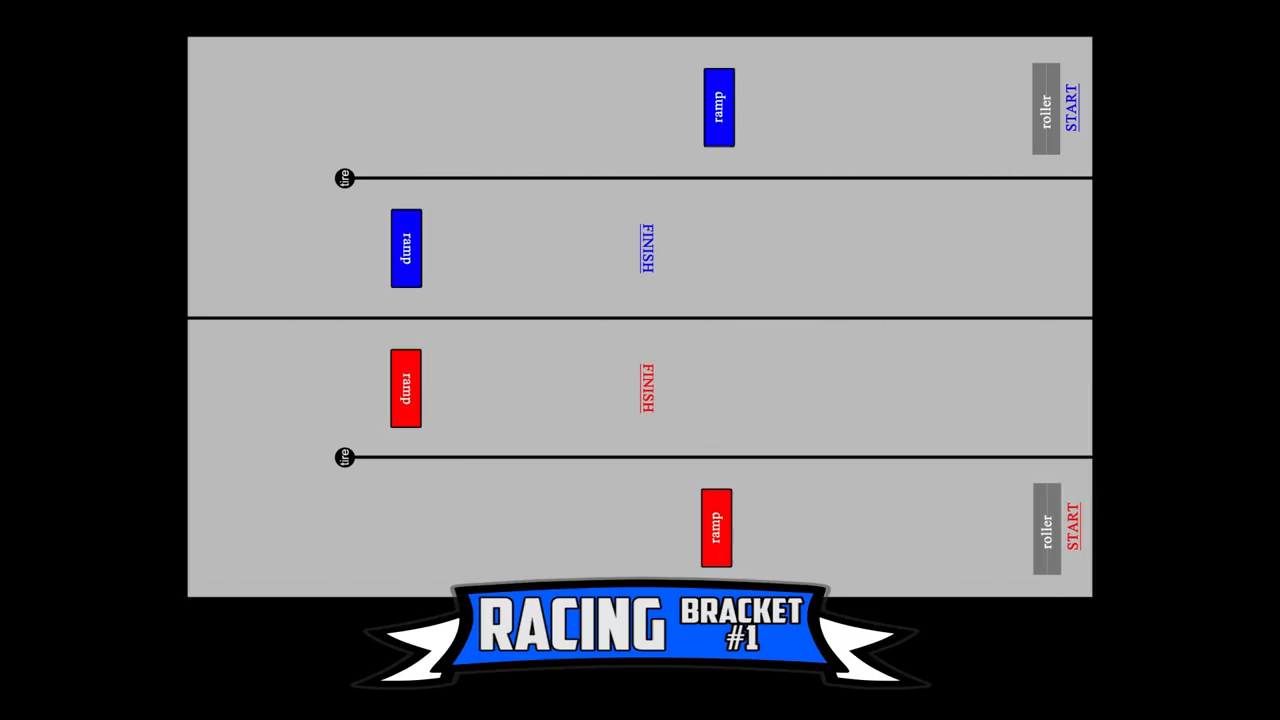 ramp
roller
START
tire
ramp
FINISH
ramp
FINISH
tire
ramp
roller
START
RACING BRACKET
#1